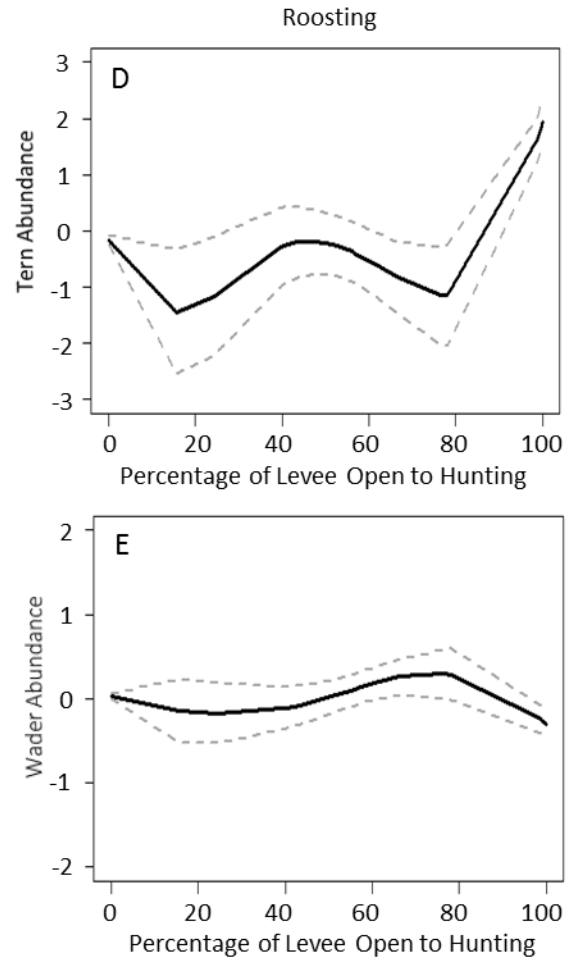 Roosting
D
Tern Abundance
3
2
1
0
-1
-2
-3
0 20 40 60 80 100
Percentage of Levee Open to Hunting
E
Wader Abundance
2
1
0
-1
-2
0 20 40 60 80 100
Percentage of Levee Open to Hunting